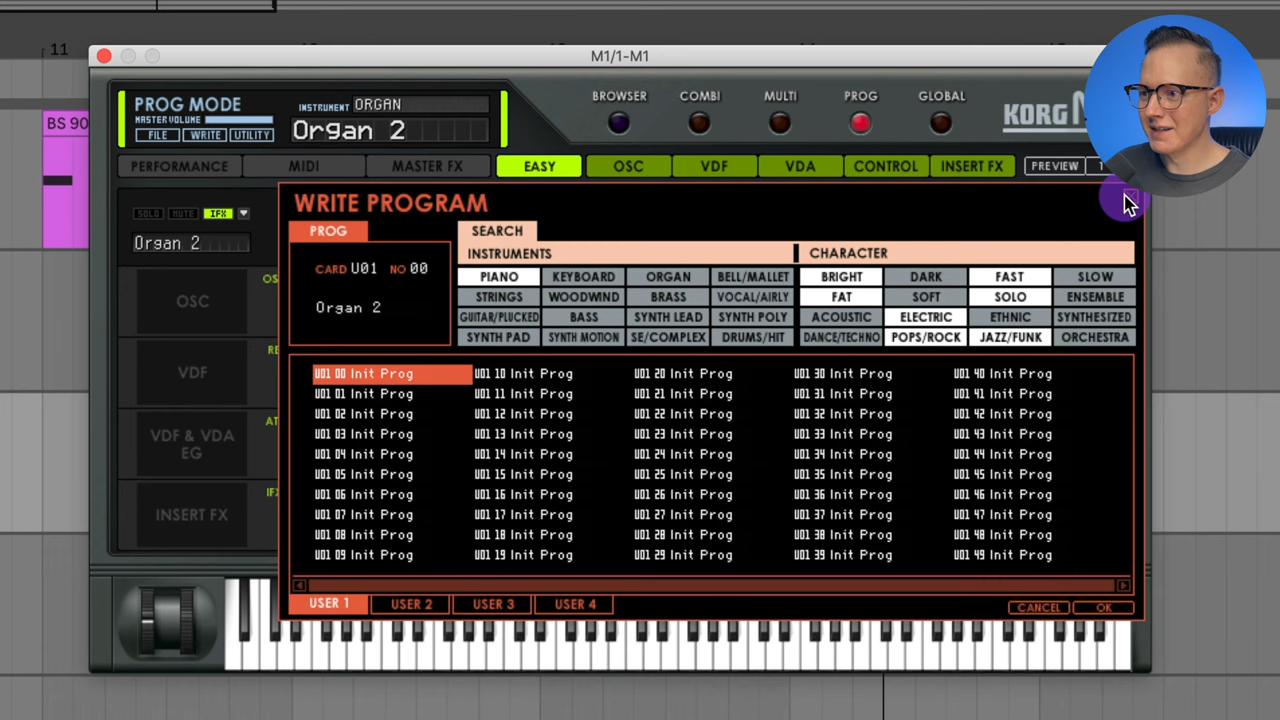 11
M1/1-M1
BS 90
PROG MODE
MASTER VOLUME
FILE WRITE UTILITY
INSTRUMENT ORGAN
Organ 2
BROWSER COMBI MULTI PROG GLOBAL
KORG
PERFORMANCE MIDI MASTER FX EASY OSC VDF VDA CONTROL INSERT FX PREVIEW
SOLO MUTE IFX
Organ 2
OSC
VDF
VDF & VDA
EG
INSERT FX
WRITE PROGRAM
PROG
CARD U01 NO 00
Organ 2
SEARCH
INSTRUMENTS CHARACTER
PIANO KEYBOARD ORGAN BELL/MALLET BRIGHT DARK FAST SLOW
STRINGS WOODWIND BRASS VOCAL/AIRLY FAT SOFT SOLO ENSEMBLE
GUITAR/PLUCKED BASS SYNTH LEAD SYNTH POLY ACOUSTIC ELECTRIC ETHNIC SYNTHESIZED
SYNTH PAD SYNTH MOTION SE/COMPLEX DRUMS/HIT DANCE/TECHNO POPS/ROCK JAZZ/FUNK ORCHESTRA
U01 00 Init Prog U01 10 Init Prog U01 20 Init Prog U01 30 Init Prog U01 40 Init Prog
U01 01 Init Prog U01 11 Init Prog U01 21 Init Prog U01 31 Init Prog U01 41 Init Prog
U01 02 Init Prog U01 12 Init Prog U01 22 Init Prog U01 32 Init Prog U01 42 Init Prog
U01 03 Init Prog U01 13 Init Prog U01 23 Init Prog U01 33 Init Prog U01 43 Init Prog
U01 04 Init Prog U01 14 Init Prog U01 24 Init Prog U01 34 Init Prog U01 44 Init Prog
U01 05 Init Prog U01 15 Init Prog U01 25 Init Prog U01 35 Init Prog U01 45 Init Prog
U01 06 Init Prog U01 16 Init Prog U01 26 Init Prog U01 36 Init Prog U01 46 Init Prog
U01 07 Init Prog U01 17 Init Prog U01 27 Init Prog U01 37 Init Prog U01 47 Init Prog
U01 08 Init Prog U01 18 Init Prog U01 28 Init Prog U01 38 Init Prog U01 48 Init Prog
U01 09 Init Prog U01 19 Init Prog U01 29 Init Prog U01 39 Init Prog U01 49 Init Prog
USER 1 USER 2 USER 3 USER 4 CANCEL OK